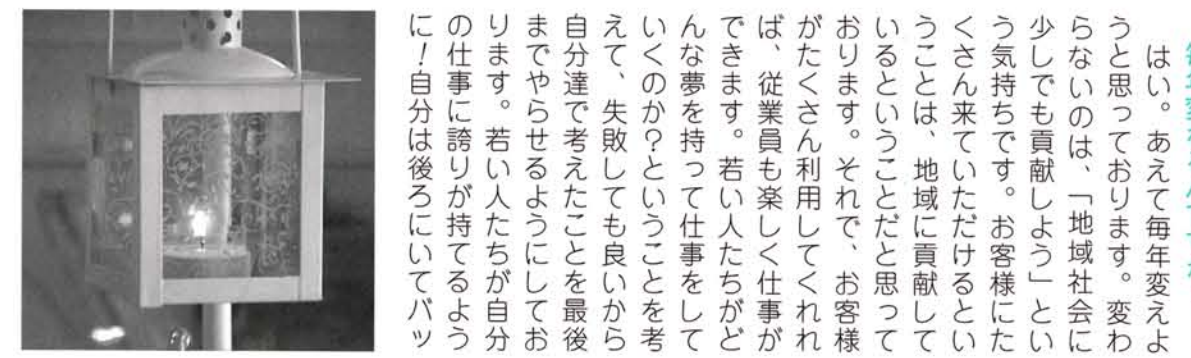 はい。あえて毎年変えよ
うと思っております。変わ
らないのは、「地域社会に
少しでも貢献しよう」とい
う気持ちです。お客様にた
くさん来ていただけるとい
うことは、地域に貢献して
いるということだと思って
おります。それで、お客様
がたくさん利用してくれれ
ば、従業員も楽しく仕事が
できます。若い人たちがど
んな夢を持って仕事をして
いくのか?ということを考
えて、失敗しても良いから
自分達で考えたことを最後
までやらせるようにしてお
ります。若い人たちが自分
の仕事に誇りが持てるよう
に!自分は後ろにいてバッ